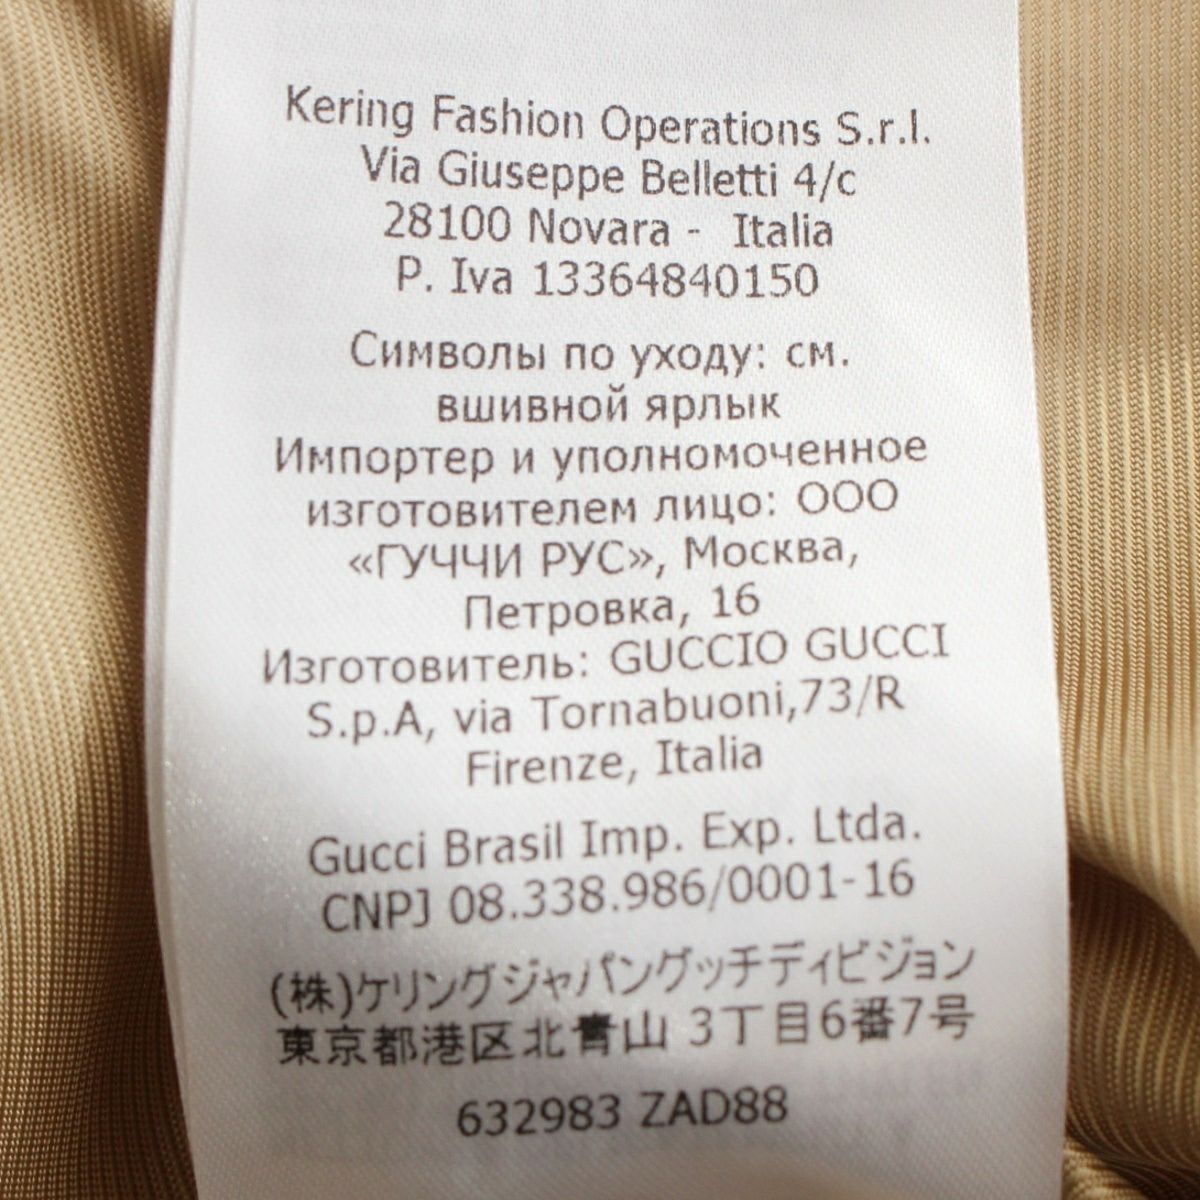 Kering Fashion Operations S.r.l.
Via Giuseppe Belletti 4/c
28100 Novara - Italia
P. Iva 13364840150
Символы по уходу: см.
вшивной ярлык
Импортер и уполномоченное
изготовителем лицо: ООО
«ГУЧЧИ РУС», Москва,
Петровка, 16
Изготовитель: GUCCIO GUCCI
S.p.A, via Tornabuoni,73/R
Firenze, Italia
Gucci Brasil Imp. Exp. Ltda.
CNPJ 08.338.986/0001-16
(株)ケリングジャパングッチディビジョン
東京都港区北青山 3丁目6番7号
632983 ZAD88